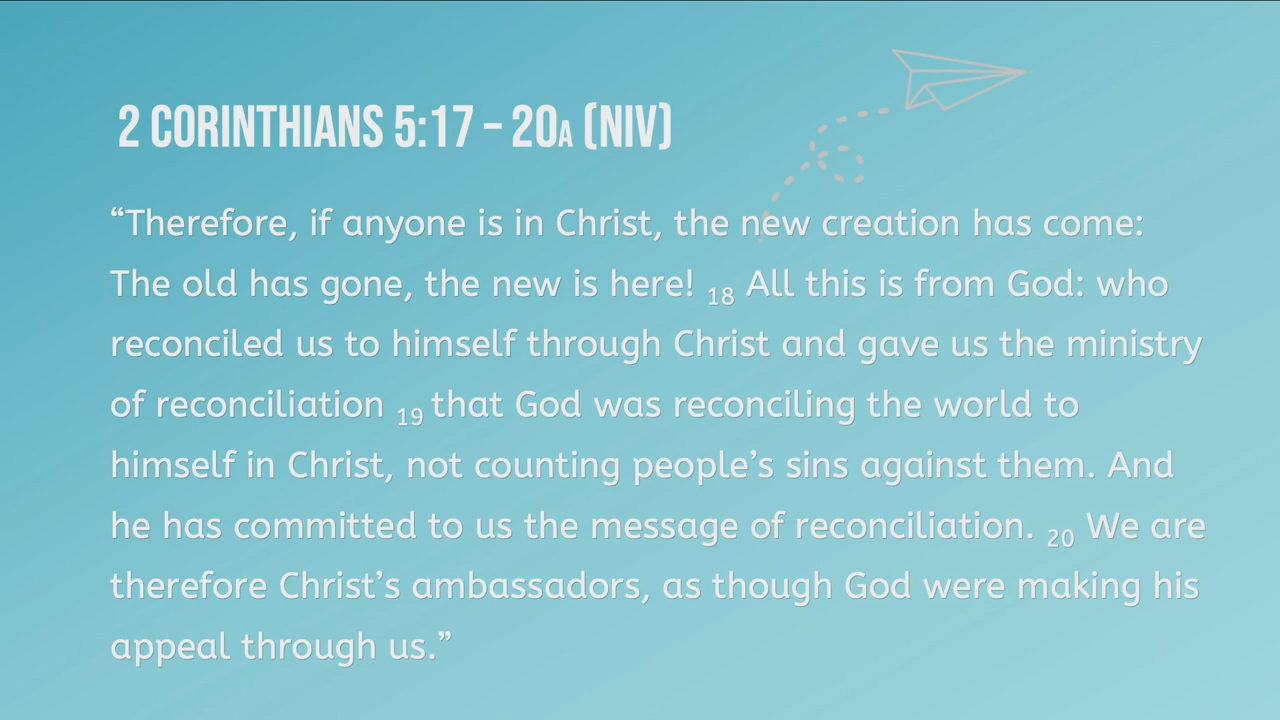 2 CORINTHIANS 5:17 – 20A (NIV)
“Therefore, if anyone is in Christ, the new creation has come:
The old has gone, the new is here! 18 All this is from God: who
reconciled us to himself through Christ and gave us the ministry
of reconciliation 19 that God was reconciling the world to
himself in Christ, not counting people’s sins against them. And
he has committed to us the message of reconciliation. 20 We are
therefore Christ’s ambassadors, as though God were making his
appeal through us.”